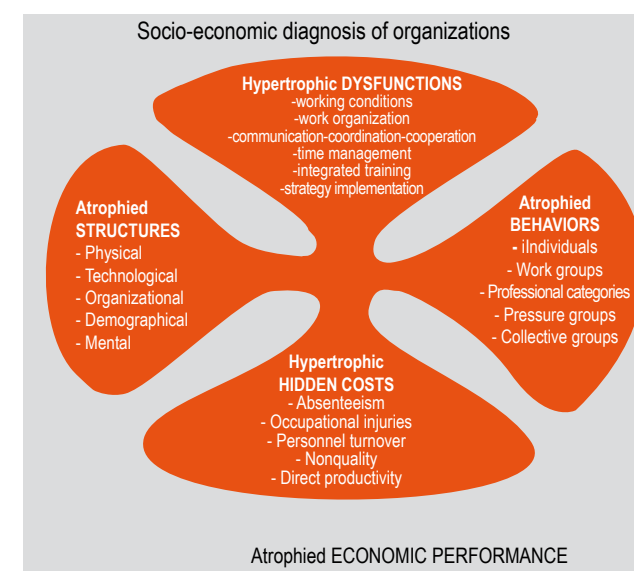 Socio-economic diagnosis of organizations
Hypertrophic DYSFUNCTIONS
-working conditions
-work organization
-communication-coordination-cooperation
-time management
-integrated training
-strategy implementation
Atrophied
STRUCTURES
- Physical
- Technological
- Organizational
- Demographical
- Mental
Atrophied
BEHAVIORS
- iIndividuals
- Work groups
- Professional categories
- Pressure groups
- Collective groups
Hypertrophic
HIDDEN COSTS
- Absenteeism
- Occupational injuries
- Personnel turnover
- Nonquality
- Direct productivity
Atrophied ECONOMIC PERFORMANCE